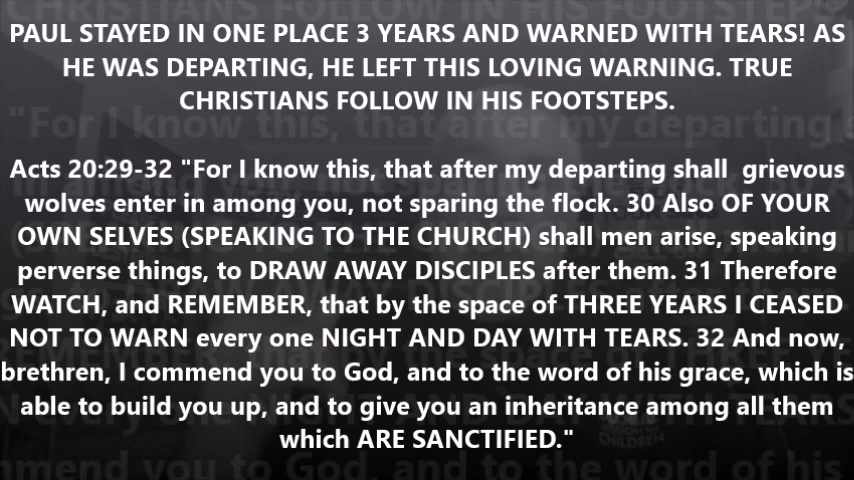 PAUL STAYED IN ONE PLACE 3 YEARS AND WARNED WITH TEARS! AS
HE WAS DEPARTING, HE LEFT THIS LOVING WARNING. TRUE
CHRISTIANS FOLLOW IN HIS FOOTSTEPS.
Acts 20:29-32 "For I know this, that after my departing shall  grievous
wolves enter in among you, not sparing the flock. 30 Also OF YOUR
OWN SELVES (SPEAKING TO THE CHURCH) shall men arise, speaking
perverse things, to DRAW AWAY DISCIPLES after them. 31 Therefore
WATCH, and REMEMBER, that by the space of THREE YEARS I CEASED
NOT TO WARN every one NIGHT AND DAY WITH TEARS. 32 And now,
brethren, I commend you to God, and to the word of his grace, which is
able to build you up, and to give you an inheritance among all them
which ARE SANCTIFIED."